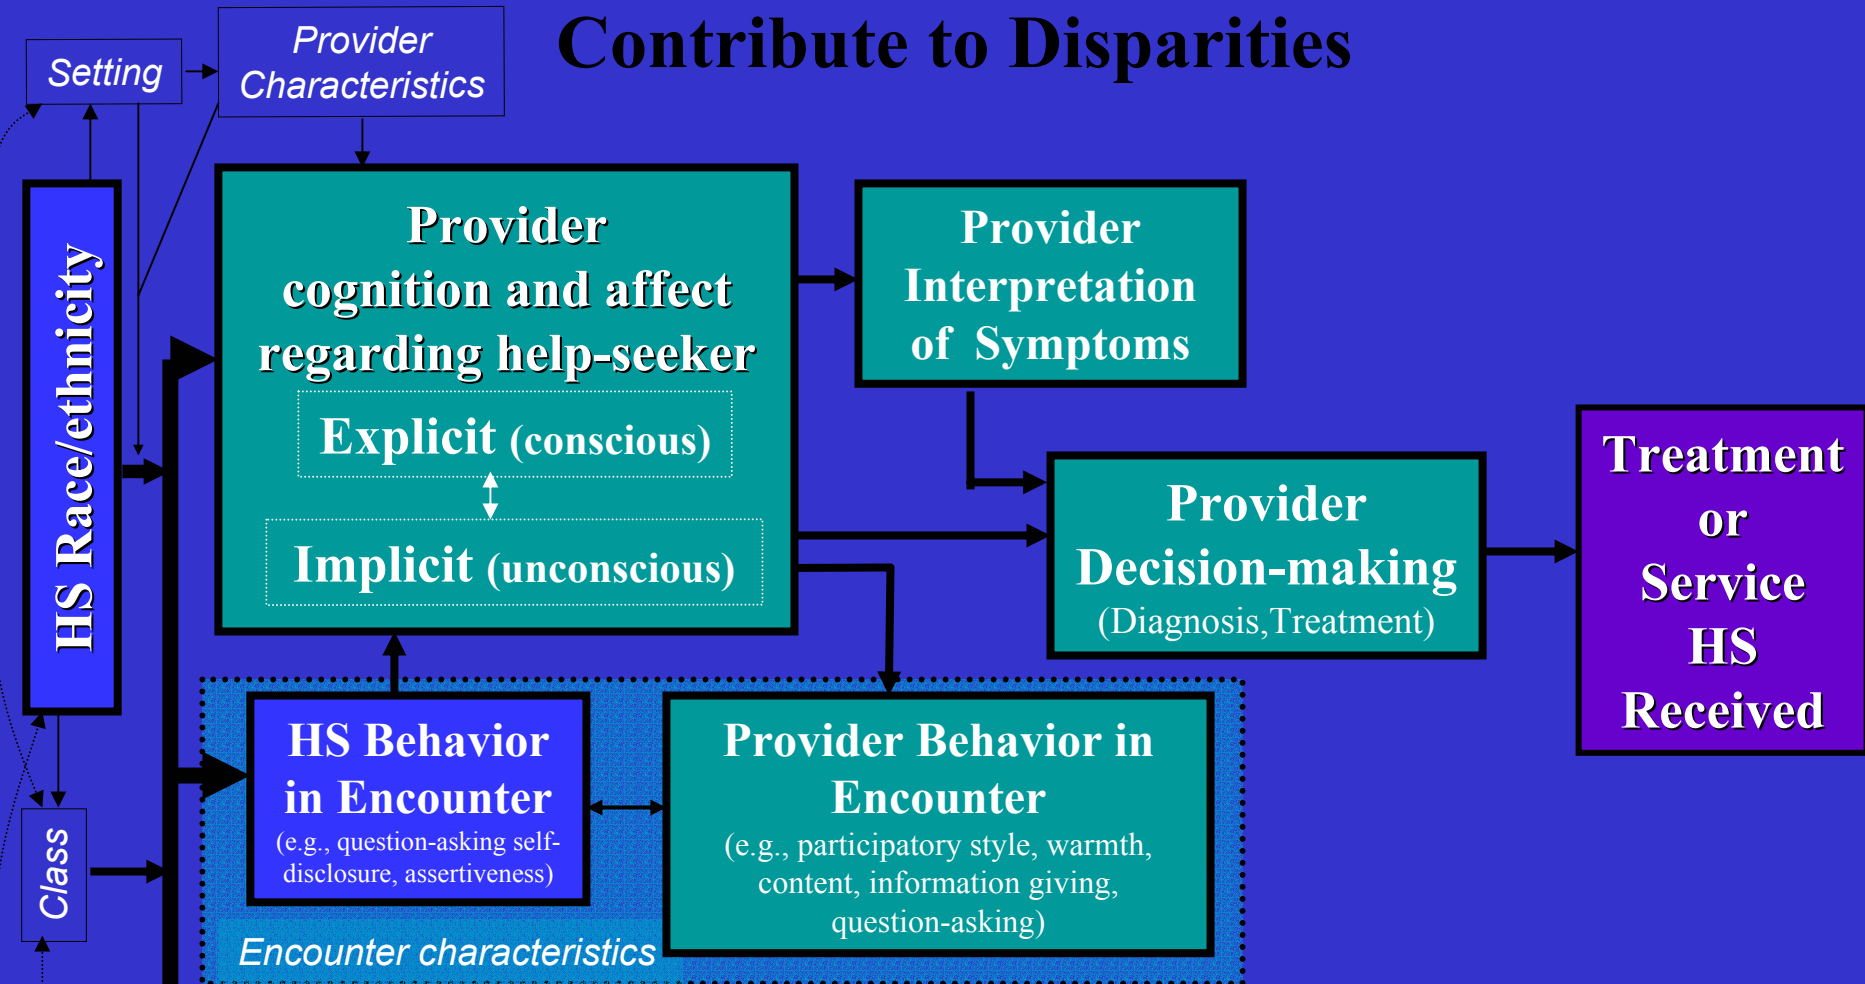 Contribute to Disparities
Setting
Provider
Characteristics
HS Race/ethnicity
Provider
cognition and affect
regarding help-seeker
Explicit (conscious)
Implicit (unconscious)
Provider
Interpretation
of Symptoms
Provider
Decision-making
(Diagnosis,Treatment)
Treatment
or
Service
HS
Received
HS Behavior
in Encounter
(e.g., question-asking self-
disclosure, assertiveness)
Provider Behavior in
Encounter
(e.g., participatory style, warmth,
content, information giving,
question-asking)
Class
Encounter characteristics